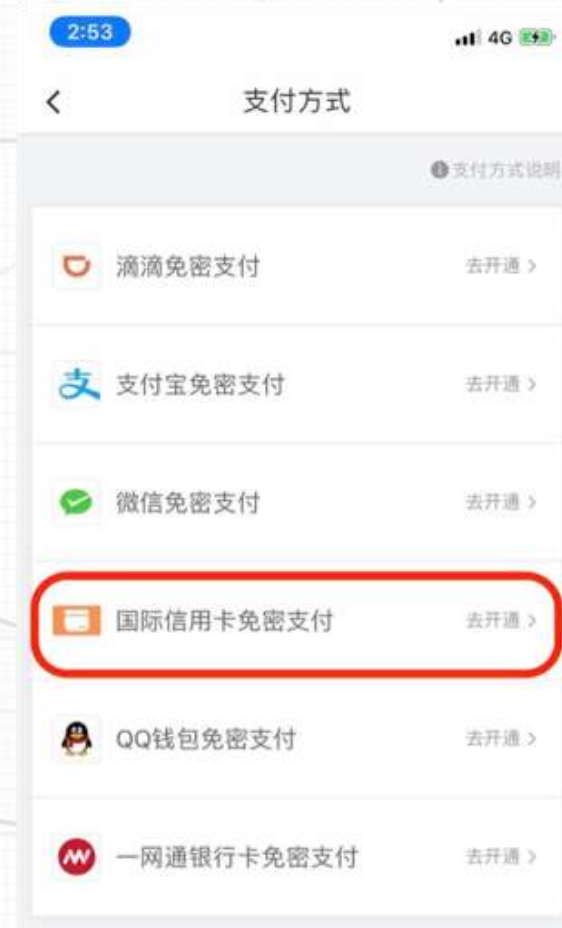 2:53
4G
支付方式
支付方式说明
滴滴免密支付 去开通
支付宝免密支付 去开通
微信免密支付 去开通
国际信用卡免密支付 去开通
QQ钱包免密支付 去开通
一网通银行卡免密支付 去开通